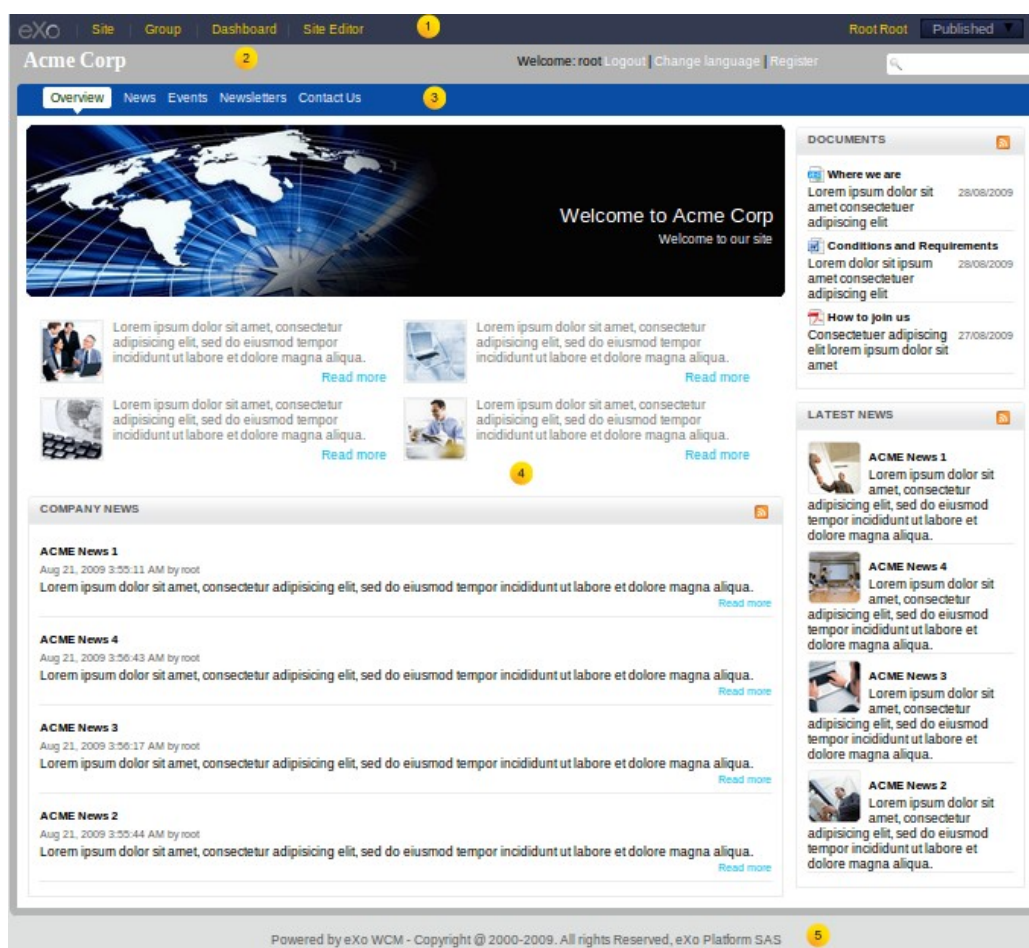 eXo Site Group Dashboard Site Editor 1 Root Root Published
Acme Corp 2 Welcome: root Logout | Change language | Register
Overview News Events Newsletters Contact Us 3
Welcome to Acme Corp
Welcome to our site
Lorem ipsum dolor sit amet, consectetur
adipisicing elit, sed do eiusmod tempor
incididunt ut labore et dolore magna aliqua.
Read more
Lorem ipsum dolor sit amet, consectetur
adipisicing elit, sed do eiusmod tempor
incididunt ut labore et dolore magna aliqua.
Read more
Lorem ipsum dolor sit amet, consectetur
adipisicing elit, sed do eiusmod tempor
incididunt ut labore et dolore magna aliqua.
Read more
Lorem ipsum dolor sit amet, consectetur
adipisicing elit, sed do eiusmod tempor
incididunt ut labore et dolore magna aliqua.
Read more
4
COMPANY NEWS
ACME News 1
Aug 21, 2009 3:55:11 AM by root
Lorem ipsum dolor sit amet, consectetur adipisicing elit, sed do eiusmod tempor incididunt ut labore et dolore magna aliqua.
Read more
ACME News 4
Aug 21, 2009 3:56:43 AM by root
Lorem ipsum dolor sit amet, consectetur adipisicing elit, sed do eiusmod tempor incididunt ut labore et dolore magna aliqua.
Read more
ACME News 3
Aug 21, 2009 3:56:17 AM by root
Lorem ipsum dolor sit amet, consectetur adipisicing elit, sed do eiusmod tempor incididunt ut labore et dolore magna aliqua.
Read more
ACME News 2
Aug 21, 2009 3:55:44 AM by root
Lorem ipsum dolor sit amet, consectetur adipisicing elit, sed do eiusmod tempor incididunt ut labore et dolore magna aliqua.
Read more
DOCUMENTS
Where we are
Lorem ipsum dolor sit 28/08/2009
amet consectetuer
adipiscing elit
Conditions and Requirements
Lorem dolor sit ipsum 28/08/2009
amet consectetuer
adipiscing elit
How to join us
Consectetuer adipiscing 27/08/2009
elit lorem ipsum dolor sit
amet
LATEST NEWS
ACME News 1
Lorem ipsum dolor sit
amet, consectetur
adipisicing elit, sed do eiusmod
tempor incididunt ut labore et
dolore magna aliqua.
ACME News 4
Lorem ipsum dolor sit
amet, consectetur
adipisicing elit, sed do eiusmod
tempor incididunt ut labore et
dolore magna aliqua.
ACME News 3
Lorem ipsum dolor sit
amet, consectetur
adipisicing elit, sed do eiusmod
tempor incididunt ut labore et
dolore magna aliqua.
ACME News 2
Lorem ipsum dolor sit
amet, consectetur
adipisicing elit, sed do eiusmod
tempor incididunt ut labore et
dolore magna aliqua.
Powered by eXo WCM - Copyright @ 2000-2009. All rights Reserved, eXo Platform SAS 5